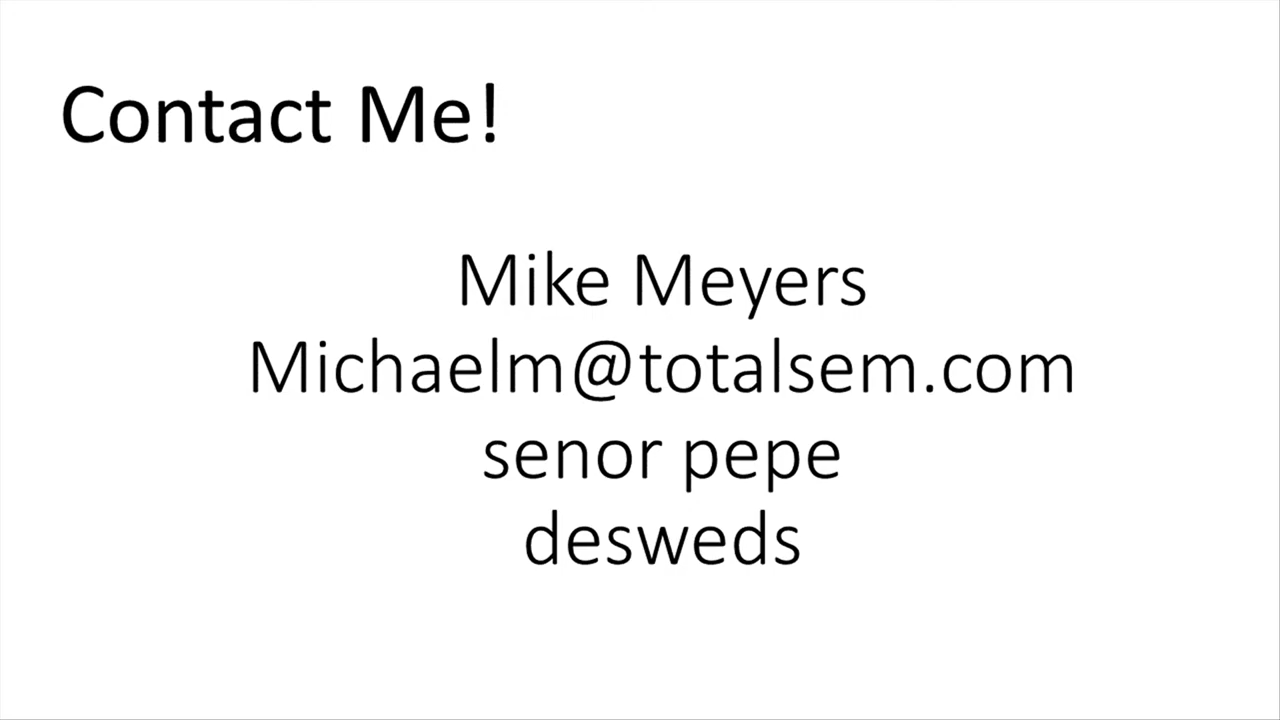 Contact Me!
Mike Meyers
Michaelm@totalsem.com
senor pepe
desweds